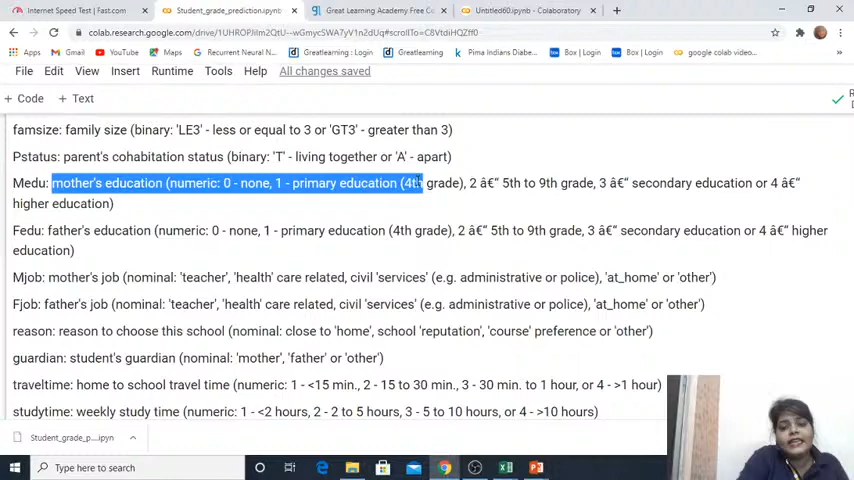 Internet Speed Test | Fast.com
Student_grade_prediction.ipynb
Great Learning Academy Free C
Untitled60.ipynb - Colaboratory
Apps
Gmail
YouTube
Maps
Recurrent Neural N...
Greatlearning : Login
Greatlearning
Pima Indians Diabe...
Box | Login
Box | Login
google colab video...
File Edit View Insert Runtime Tools Help All changes saved
+ Code + Text
famsize: family size (binary: 'LE3' - less or equal to 3 or 'GT3' - greater than 3)
Pstatus: parent's cohabitation status (binary: 'T' - living together or 'A' - apart)
Medu: mother's education (numeric: 0 - none, 1 - primary education (4th grade), 2 â€“ 5th to 9th grade, 3 â€“ secondary education or 4 â€“
higher education)
Fedu: father's education (numeric: 0 - none, 1 - primary education (4th grade), 2 â€“ 5th to 9th grade, 3 â€“ secondary education or 4 â€“ higher
education)
Mjob: mother's job (nominal: 'teacher', 'health' care related, civil 'services' (e.g. administrative or police), 'at_home' or 'other')
Fjob: father's job (nominal: 'teacher', 'health' care related, civil 'services' (e.g. administrative or police), 'at_home' or 'other')
reason: reason to choose this school (nominal: close to 'home', school 'reputation', 'course' preference or 'other')
guardian: student's guardian (nominal: 'mother', 'father' or 'other')
traveltime: home to school travel time (numeric: 1 - <15 min., 2 - 15 to 30 min., 3 - 30 min. to 1 hour, or 4 - >1 hour)
studytime: weekly study time (numeric: 1 - <2 hours, 2 - 2 to 5 hours, 3 - 5 to 10 hours, or 4 - >10 hours)
Student_grade_p....ipyn
Type here to search